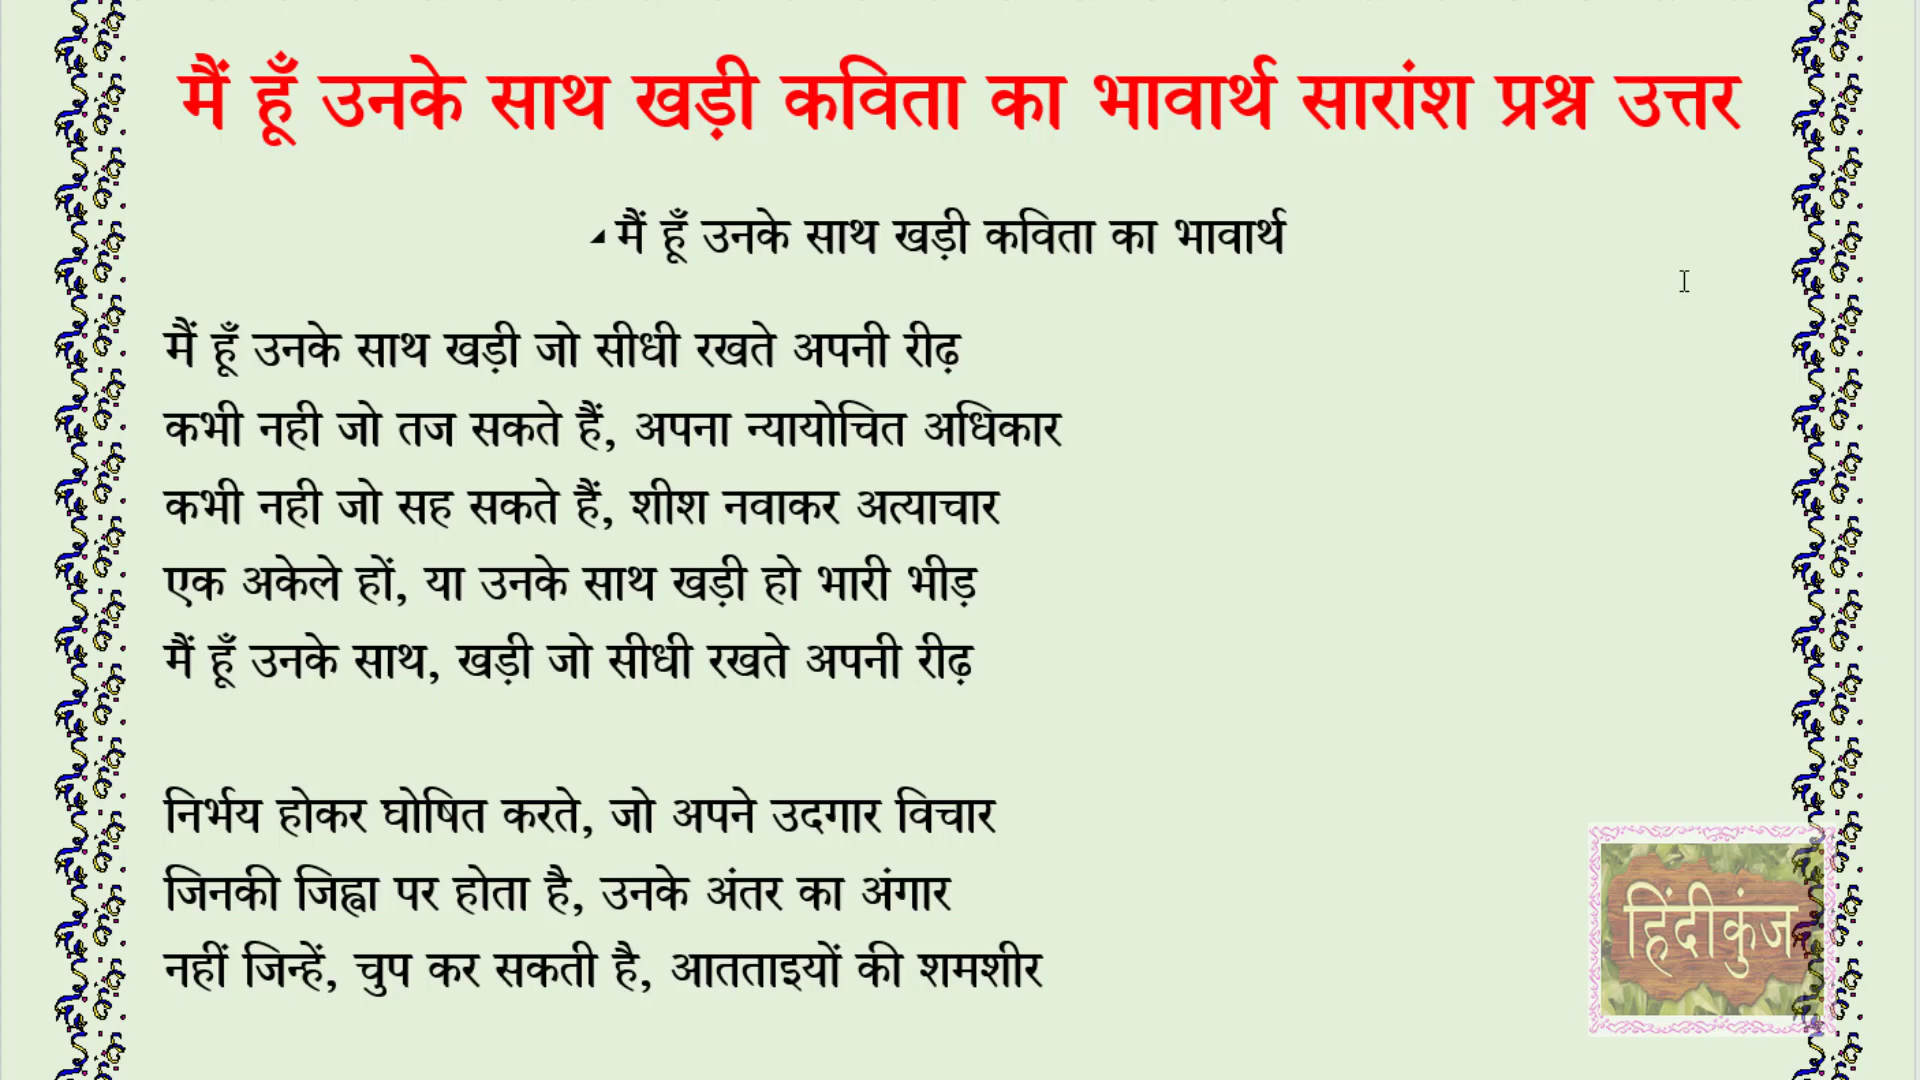 मैं हूँ उनके साथ खड़ी कविता का भावार्थ सारांश प्रश्न उत्तर
मैं हूँ उनके साथ खड़ी कविता का भावार्थ
मैं हूँ उनके साथ खड़ी जो सीधी रखते अपनी रीढ़
कभी नही जो तज सकते हैं, अपना न्यायोचित अधिकार
कभी नही जो सह सकते हैं, शीश नवाकर अत्याचार
एक अकेले हों, या उनके साथ खड़ी हो भारी भीड़
मैं हूँ उनके साथ, खड़ी जो सीधी रखते अपनी रीढ़
निर्भय होकर घोषित करते, जो अपने उदगार विचार
जिनकी जिह्वा पर होता है, उनके अंतर का अंगार
नहीं जिन्हें, चुप कर सकती है, आतताइयों की शमशीर
हिंदीकुंज